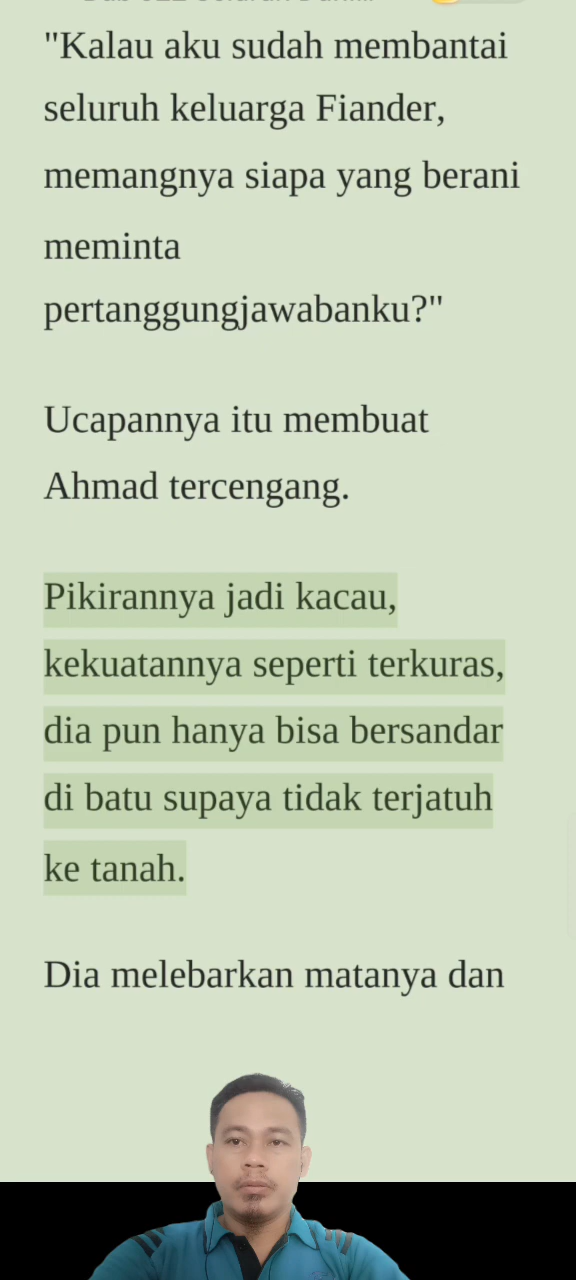 "Kalau aku sudah membantai
seluruh keluarga Fiander,
memangnya siapa yang berani
meminta
pertanggungjawabanku?"
Ucapannya itu membuat
Ahmad tercengang.
Pikirannya jadi kacau,
kekuatannya seperti terkuras,
dia pun hanya bisa bersandar
di batu supaya tidak terjatuh
ke tanah.
Dia melebarkan matanya dan